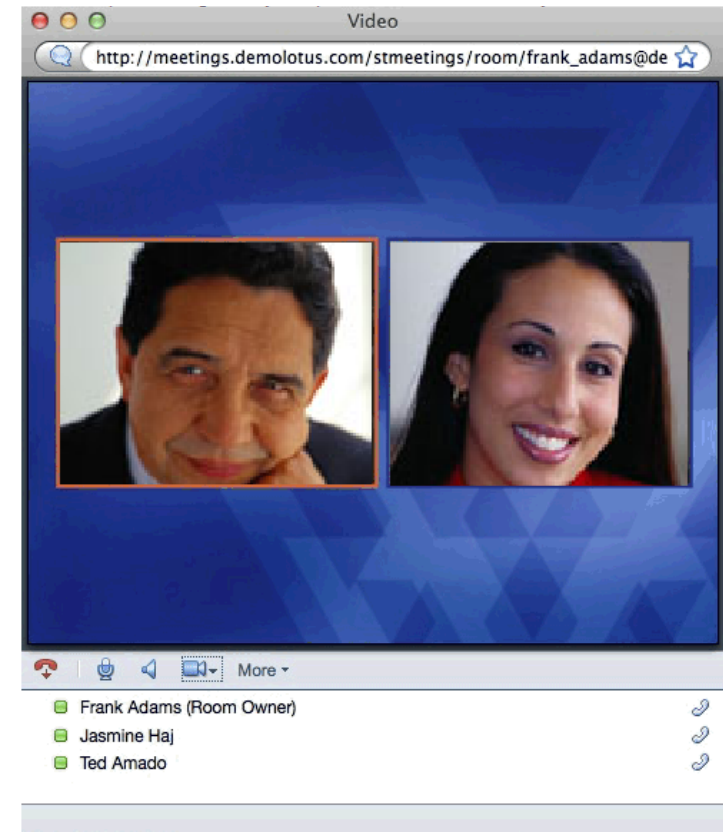 Video
http://meetings.demolotus.com/stmeetings/room/frank_adams@de
More
Frank Adams (Room Owner)
Jasmine Haj
Ted Amado